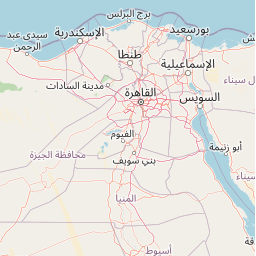 برج البرلس
بورسعيد
الإسكندرية
سيدى عبد
الرحمن
طنطا
الإسماعيلية
مدينة السادات
القاهرة
السويس
الفيوم
أبو زنيمة
محافظة الجيزة
بني سويف
المنيا
أسيوط